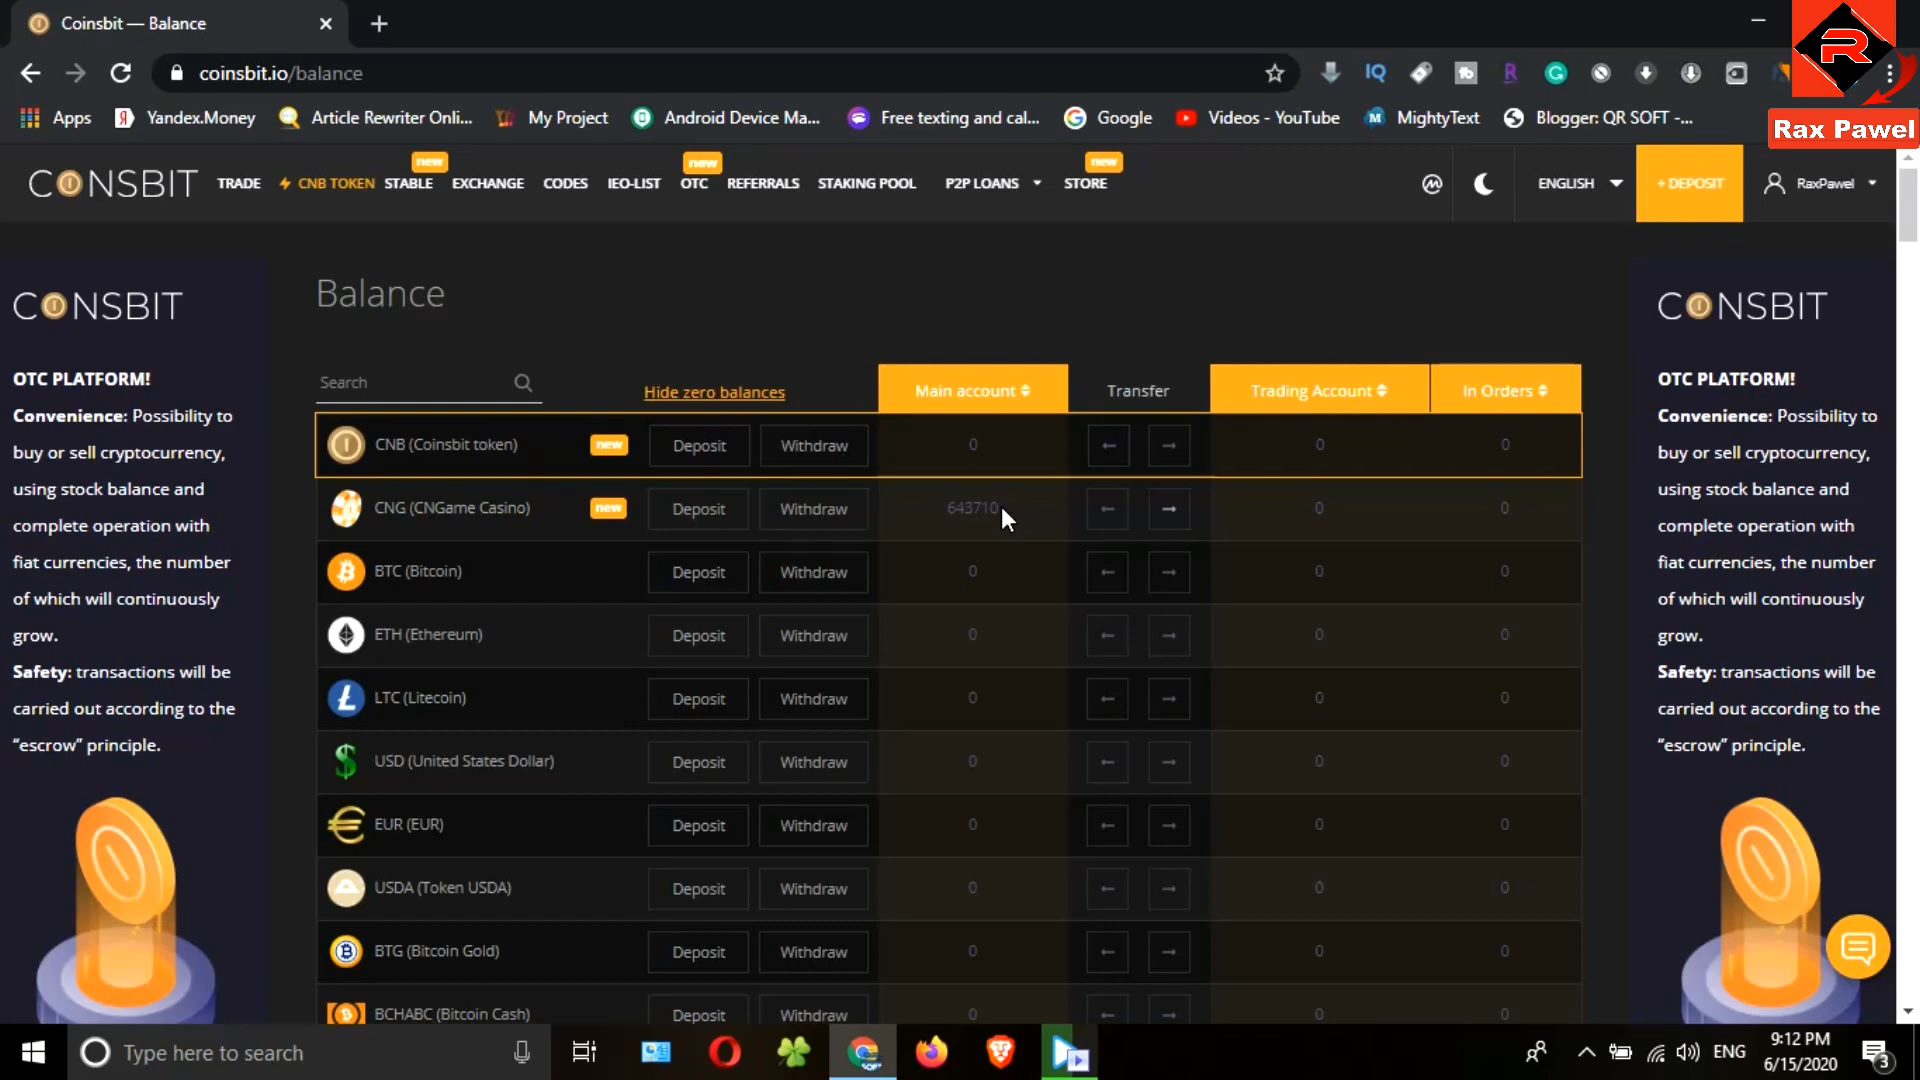 Coinsbit — Balance
coinsbit.io/balance
IQ
R
Apps
Yandex.Money
Article Rewriter Onli...
My Project
Android Device Ma...
Free texting and cal...
Google
Videos - YouTube
MightyText
Blogger: QR SOFT -...
R
Rax Pawel
CONSBIT
TRADE
CNB TOKEN
STABLE
new
EXCHANGE
CODES
IEO-LIST
OTC
new
REFERRALS
STAKING POOL
P2P LOANS
STORE
new
ENGLISH
+ DEPOSIT
RaxPawel
CONSBIT
OTC PLATFORM!
Convenience: Possibility to
buy or sell cryptocurrency,
using stock balance and
complete operation with
fiat currencies, the number
of which will continuously
grow.
Safety: transactions will be
carried out according to the
“escrow” principle.
Balance
Search
Hide zero balances
Main account
Transfer
Trading Account
In Orders
CNB (Coinsbit token) new Deposit Withdraw 0 ← → 0 0
CNG (CNGame Casino) new Deposit Withdraw 643710 ← → 0 0
BTC (Bitcoin) Deposit Withdraw 0 ← → 0 0
ETH (Ethereum) Deposit Withdraw 0 ← → 0 0
LTC (Litecoin) Deposit Withdraw 0 ← → 0 0
USD (United States Dollar) Deposit Withdraw 0 ← → 0 0
EUR (EUR) Deposit Withdraw 0 ← → 0 0
USDA (Token USDA) Deposit Withdraw 0 ← → 0 0
BTG (Bitcoin Gold) Deposit Withdraw 0 ← → 0 0
BCHABC (Bitcoin Cash) Deposit Withdraw 0 ← → 0 0
CONSBIT
OTC PLATFORM!
Convenience: Possibility to
buy or sell cryptocurrency,
using stock balance and
complete operation with
fiat currencies, the number
of which will continuously
grow.
Safety: transactions will be
carried out according to the
“escrow” principle.
Type here to search
ENG
9:12 PM
6/15/2020
3